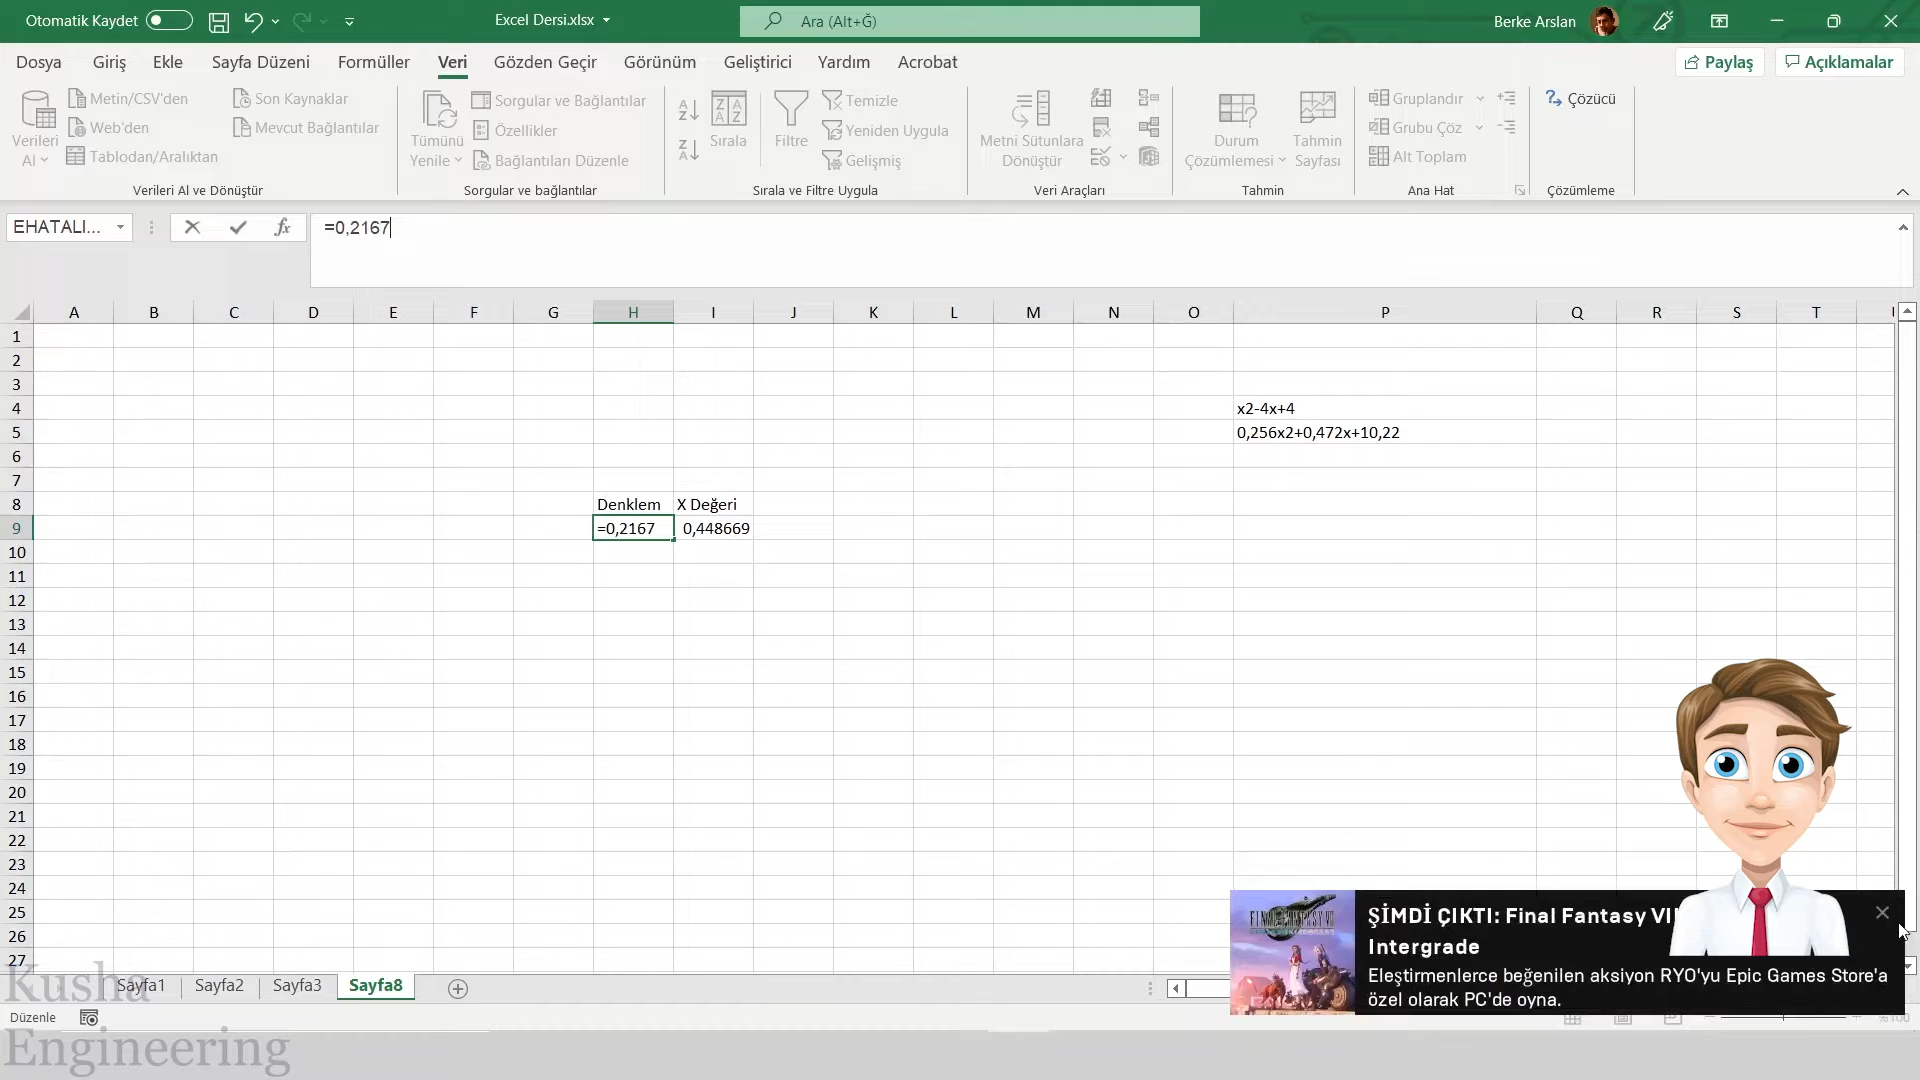 Otomatik Kaydet
Excel Dersi.xlsx
Ara (Alt+Ğ)
Berke Arslan
Dosya Giriş Ekle Sayfa Düzeni Formüller Veri Gözden Geçir Görünüm Geliştirici Yardım Acrobat
Paylaş Açıklamalar
Verileri Al
Metin/CSV'den
Web'den
Tablodan/Aralıktan
Son Kaynaklar
Mevcut Bağlantılar
Verileri Al ve Dönüştür
Tümünü Yenile
Sorgular ve Bağlantılar
Özellikler
Bağlantıları Düzenle
Sorgular ve bağlantılar
Sırala
Filtre
Temizle
Yeniden Uygula
Gelişmiş
Sırala ve Filtre Uygula
Metni Sütunlara
Dönüştür
Veri Araçları
Durum
Çözümlemesi
Tahmin
Sayfası
Tahmin
Gruplandır
Grubu Çöz
Alt Toplam
Ana Hat
Çözücü
Çözümleme
EHATALI...
fx
=0,2167
A B C D E F G H I J K L M N O P Q R S T
1
2
3
4 x2-4x+4
5 0,256x2+0,472x+10,22
6
7
8 Denklem X Değeri
9 =0,2167 0,448669
10
11
12
13
14
15
16
17
18
19
20
21
22
23
24
25
26
27
ŞİMDİ ÇIKTI: Final Fantasy VII
Intergrade
Eleştirmenlerce beğenilen aksiyon RYO'yu Epic Games Store'a
özel olarak PC'de oyna.
Sayfa1 Sayfa2 Sayfa3 Sayfa8
Düzenle
%100
Kusha
Engineering